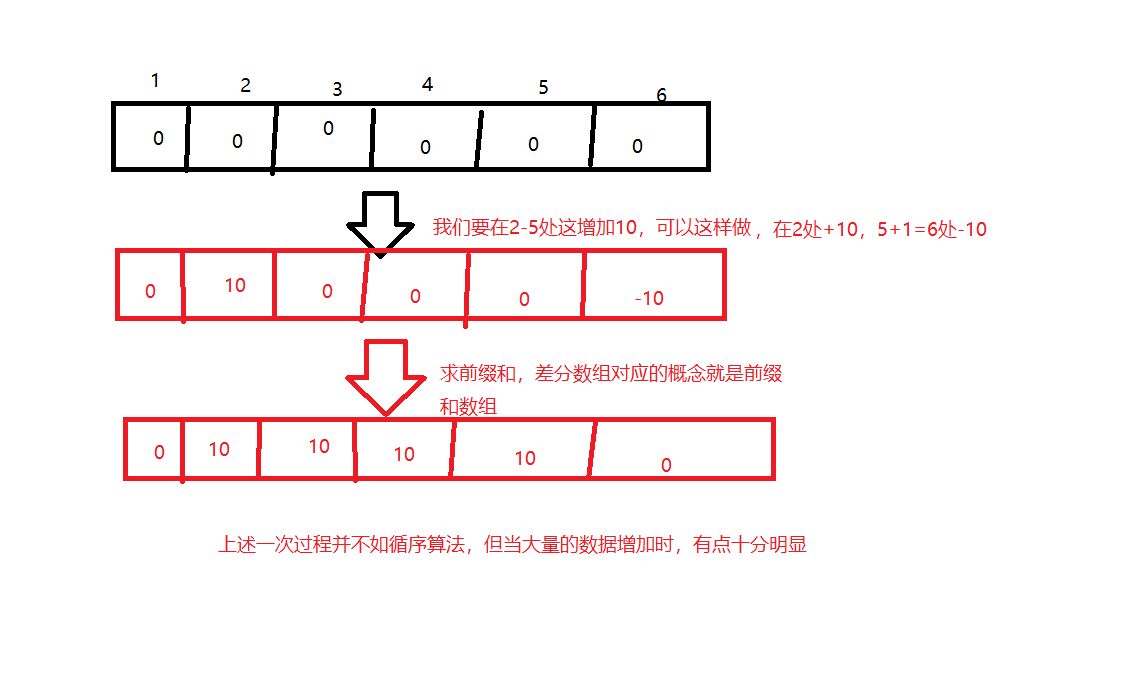 1 2 3 4 5 6
0 0 0 0 0 0
我们要在2-5处这增加10，可以这样做，在2处+10，5+1=6处-10
0 10 0 0 0 -10
求前缀和，差分数组对应的概念就是前缀
和数组
0 10 10 10 10 0
上述一次过程并不如循序算法，但当大量的数据增加时，有点十分明显